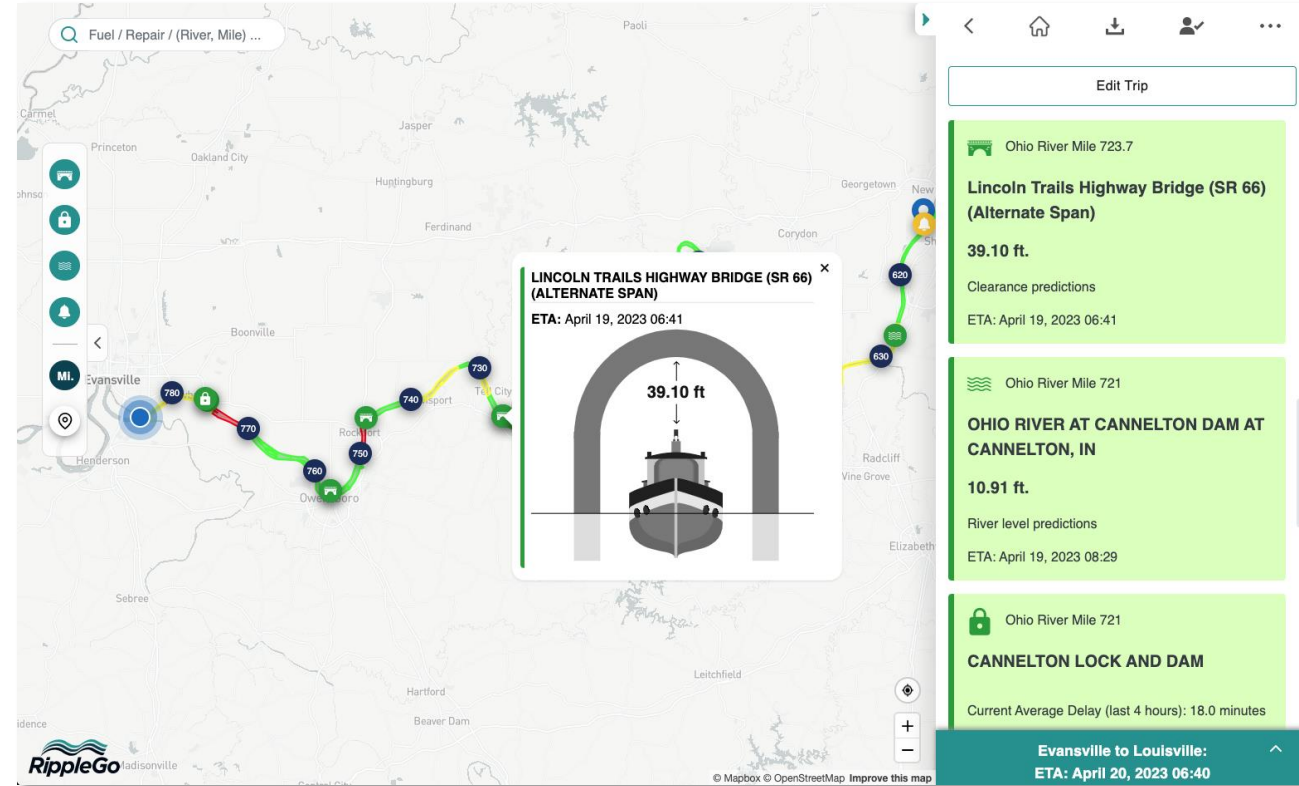 Fuel / Repair / (River, Mile) ...
Paoli
Carmel
Princeton
Oakland City
Jasper
Huntingburg
Ferdinand
Georgetown
New
Corydon
Boonville
Evansville
Henderson
Mi.
780
770
760
750
740
730
630
620
Radcliff
Vine Grove
Elizabeth
Sebree
Hartford
Beaver Dam
Leitchfield
Madisonville
Central City
RippleGo
LINCOLN TRAILS HIGHWAY BRIDGE (SR 66)
(ALTERNATE SPAN)
ETA: April 19, 2023 06:41
39.10 ft
© Mapbox © OpenStreetMap Improve this map
Edit Trip
Ohio River Mile 723.7
Lincoln Trails Highway Bridge (SR 66)
(Alternate Span)
39.10 ft.
Clearance predictions
ETA: April 19, 2023 06:41
Ohio River Mile 721
OHIO RIVER AT CANNELTON DAM AT
CANNELTON, IN
10.91 ft.
River level predictions
ETA: April 19, 2023 08:29
Ohio River Mile 721
CANNELTON LOCK AND DAM
Current Average Delay (last 4 hours): 18.0 minutes
Evansville to Louisville:
ETA: April 20, 2023 06:40